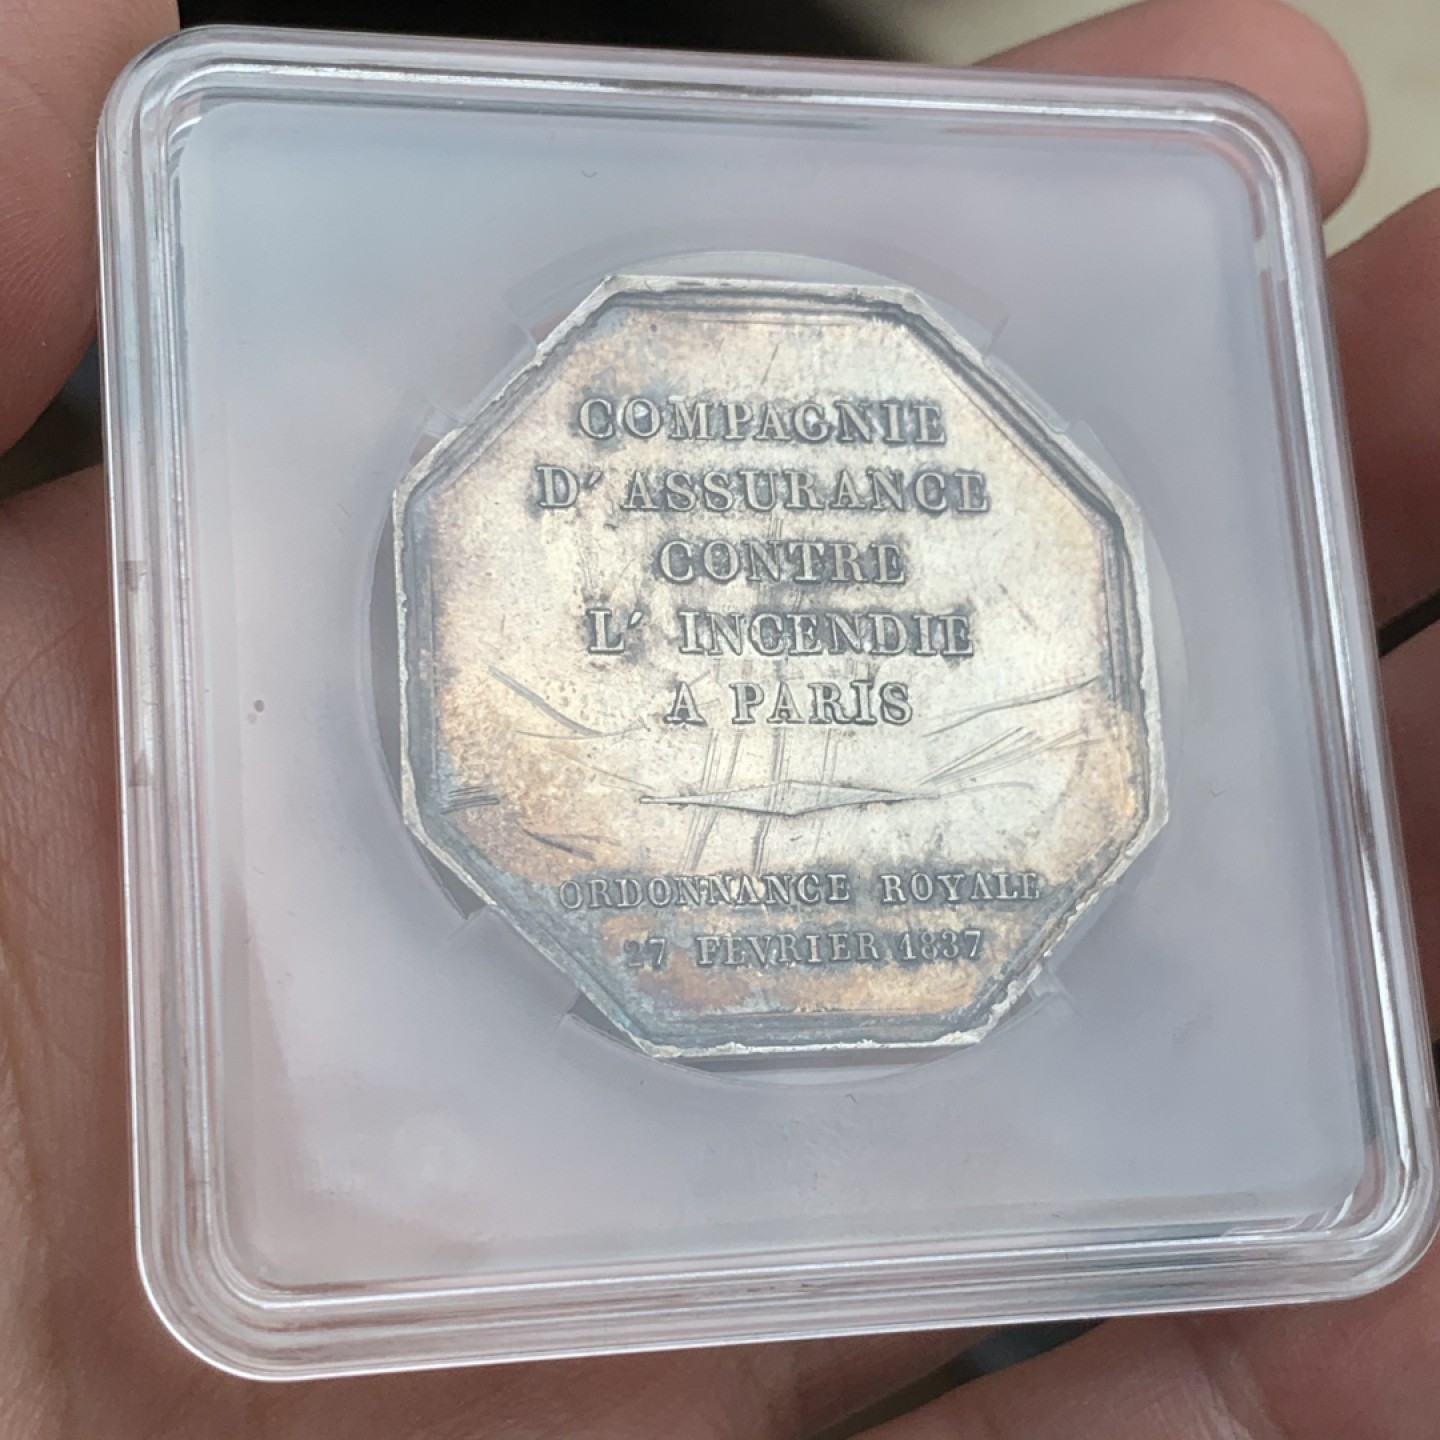 COMPAGNIE
D' ASSURANCE
CONTRE
L' INCENDIE
A PARIS
ORDONNANCE ROYALE
27 FEVRIER 1837